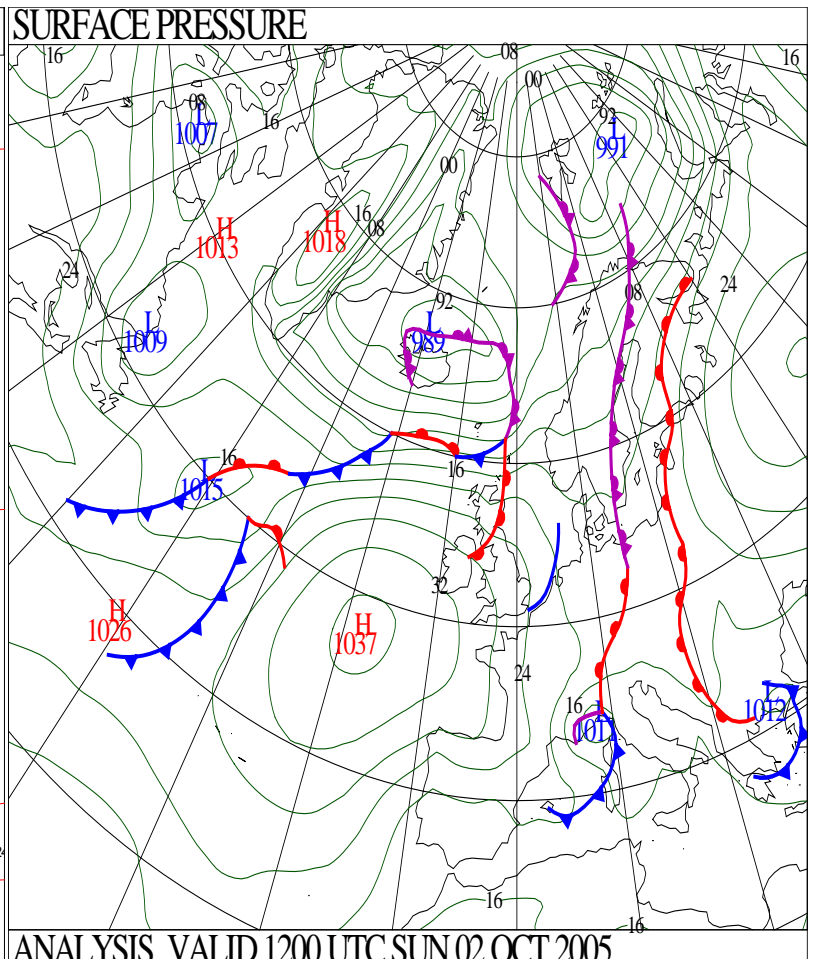 SURFACE PRESSURE
16
08
16
00
08
92
L
1007
16
L
991
00
H
1013
H
1018
16
08
24
92
08
24
L
1009
L
989
16
L
1015
16
32
H
1026
H
1037
24
16
L
1011
L
1012
16
16
ANALYSIS VALID 1200 UTC SUN 02 OCT 2005